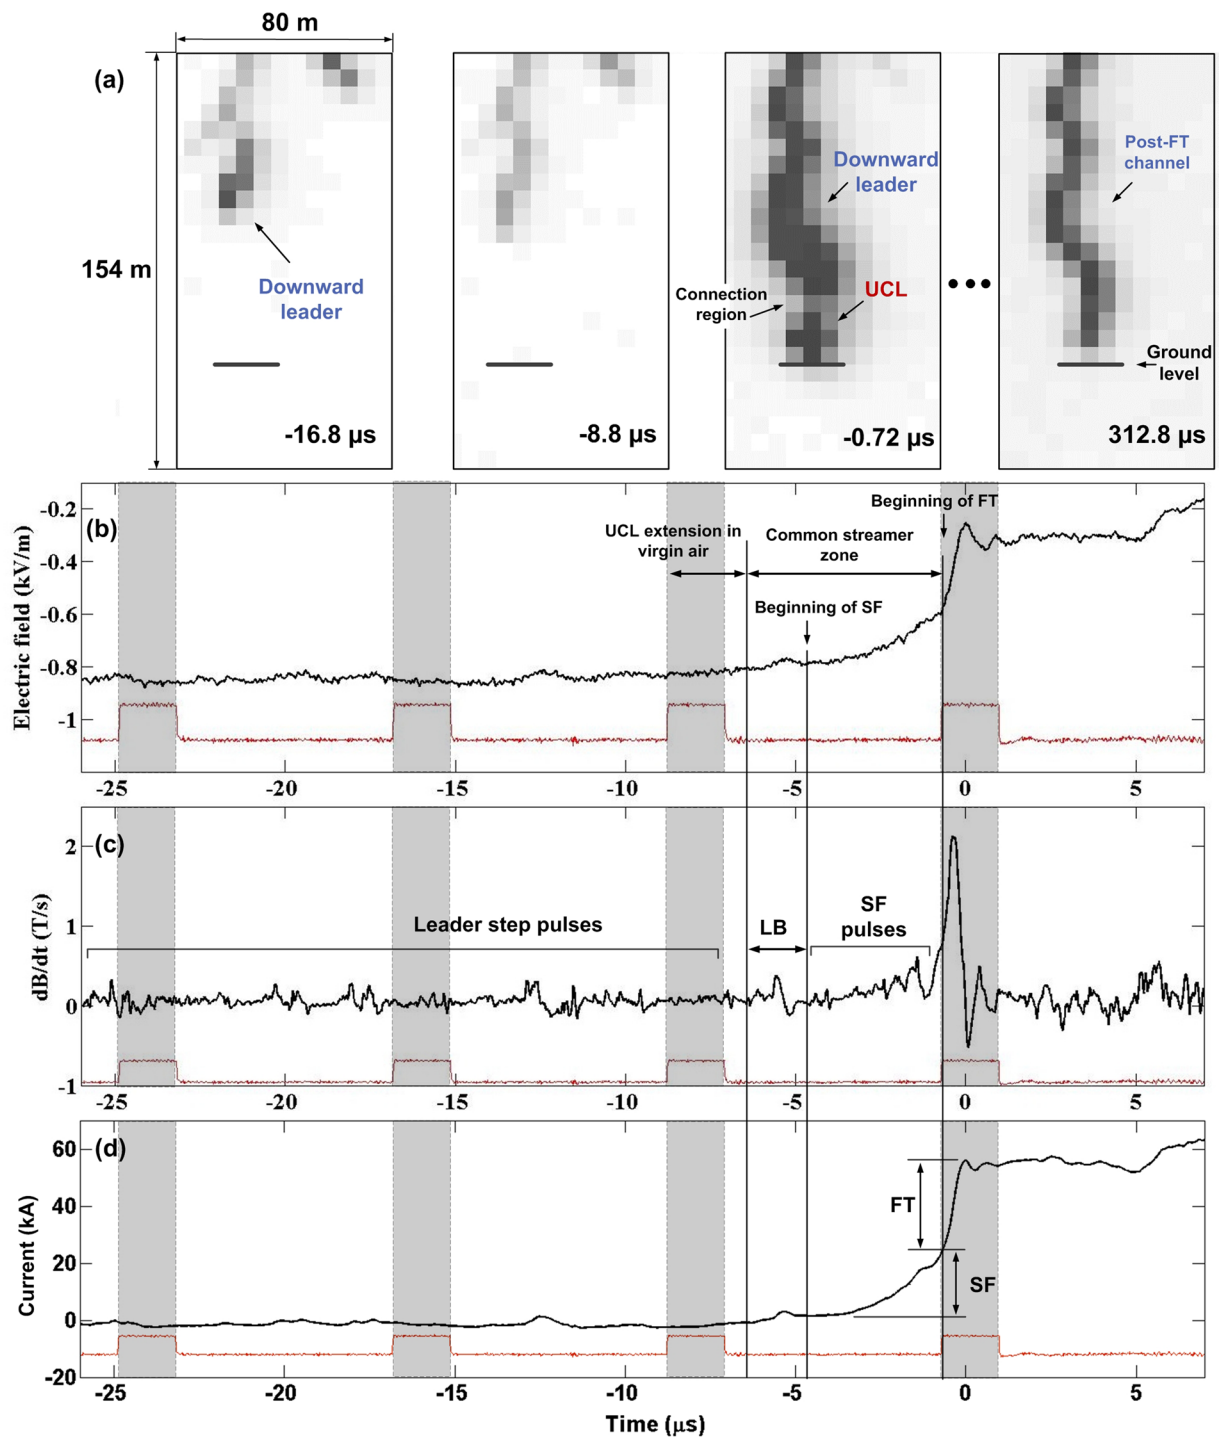 80 m
(a)
154 m
Downward
leader
-16.8 µs
-8.8 µs
Downward
leader
Connection
region
UCL
-0.72 µs
•••
Post-FT
channel
Ground
level
312.8 µs
(b)
Electric field (kV/m)
-0.2
-0.4
-0.6
-0.8
-1
UCL extension in
virgin air
Common streamer
zone
Beginning of FT
Beginning of SF
-25
-20
-15
-10
-5
0
5
(c)
dB/dt (T/s)
2
1
0
-1
Leader step pulses
LB
SF
pulses
-25
-20
-15
-10
-5
0
5
(d)
Current (kA)
60
40
20
0
-20
FT
SF
-25
-20
-15
-10
-5
0
5
Time (µs)